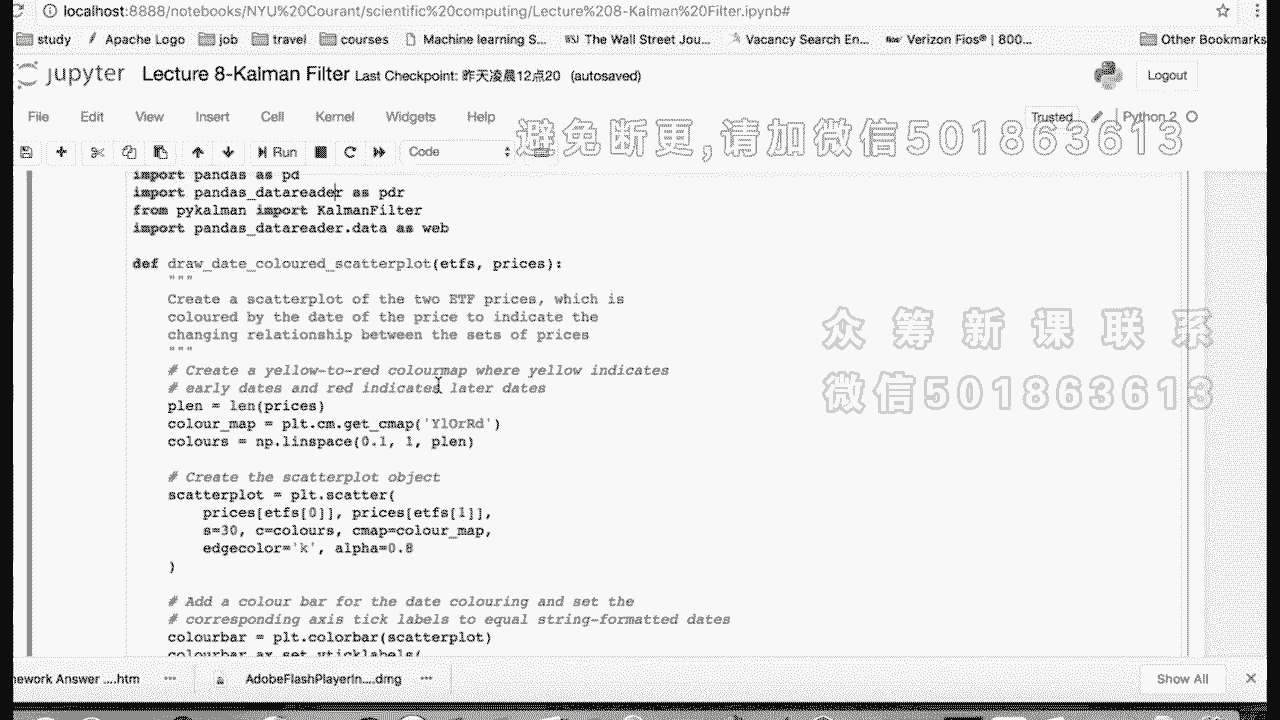 localhost:8888/notebooks/NYU%20Courant/scientific%20computing/Lecture%208-Kalman%20Filter.ipynb#
study Apache Logo job travel courses Machine learning S... WSJ The Wall Street Jou... Vacancy Search En... Verizon Fios® | 800... Other Bookmarks
jupyter Lecture 8-Kalman Filter Last Checkpoint: 昨天凌晨12点20 (autosaved) Logout
File Edit View Insert Cell Kernel Widgets Help Trusted Python 2
避免断更,请加微信501863613
Run Code
import pandas as pd
import pandas_datareader as pdr
from pykalman import KalmanFilter
import pandas_datareader.data as web
def draw_date_coloured_scatterplot(etfs, prices):
"""
Create a scatterplot of the two ETF prices, which is
coloured by the date of the price to indicate the
changing relationship between the sets of prices
"""
众筹新课联系
微信501863613
# Create a yellow-to-red colourmap where yellow indicates
# early dates and red indicates later dates
plen = len(prices)
colour_map = plt.cm.get_cmap('YlOrRd')
colours = np.linspace(0.1, 1, plen)
# Create the scatterplot object
scatterplot = plt.scatter(
prices[etfs[0]], prices[etfs[1]],
s=30, c=colours, cmap=colour_map,
edgecolor='k', alpha=0.8
)
# Add a colour bar for the date colouring and set the
# corresponding axis tick labels to equal string-formatted dates
colourbar = plt.colorbar(scatterplot)
colourbar.ax.set_yticklabels(
ework Answer ....htm AdobeFlashPlayerIn....dmg Show All